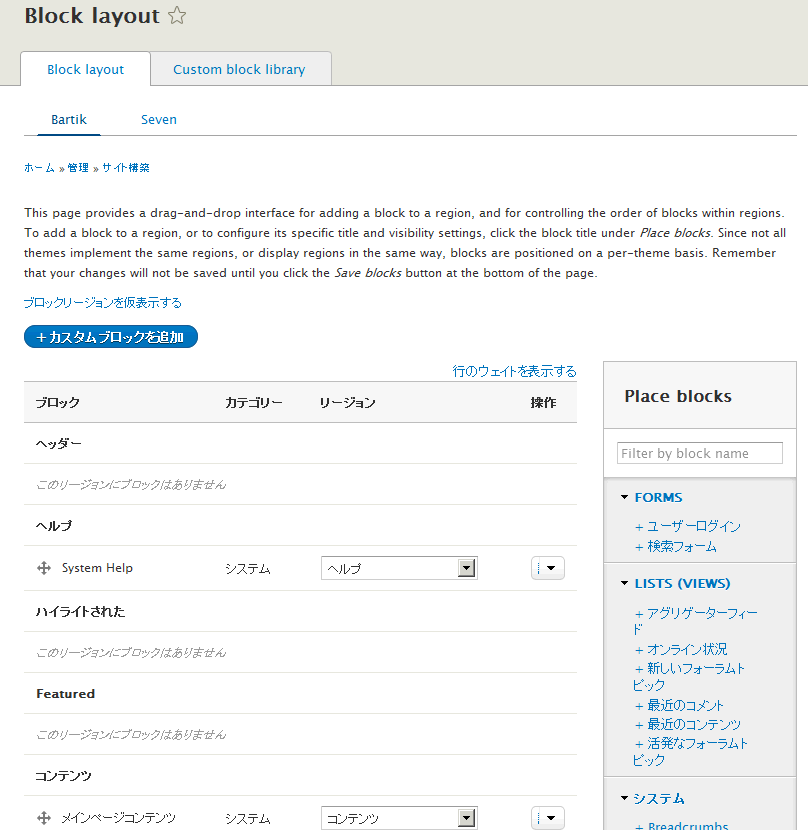 Block layout
Block layout
Custom block library
Bartik
Seven
ホーム » 管理 » サイト構築
This page provides a drag-and-drop interface for adding a block to a region, and for controlling the order of blocks within regions.
To add a block to a region, or to configure its specific title and visibility settings, click the block title under Place blocks. Since not all
themes implement the same regions, or display regions in the same way, blocks are positioned on a per-theme basis. Remember
that your changes will not be saved until you click the Save blocks button at the bottom of the page.
ブロックリージョンを仮表示する
+カスタムブロックを追加
行のウェイトを表示する
ブロック カテゴリー リージョン 操作
ヘッダー
このリージョンにブロックはありません
ヘルプ
System Help システム ヘルプ
ハイライトされた
このリージョンにブロックはありません
Featured
このリージョンにブロックはありません
コンテンツ
メインページコンテンツ システム コンテンツ
Place blocks
Filter by block name
FORMS
+ ユーザーログイン
+ 検索フォーム
LISTS (VIEWS)
+ アグリゲーターフィー
ド
+ オンライン状況
+ 新しいフォーラムト
ピック
+ 最近のコメント
+ 最近のコンテンツ
+ 活発なフォーラムト
ピック
システム
+ Breadcrumbs